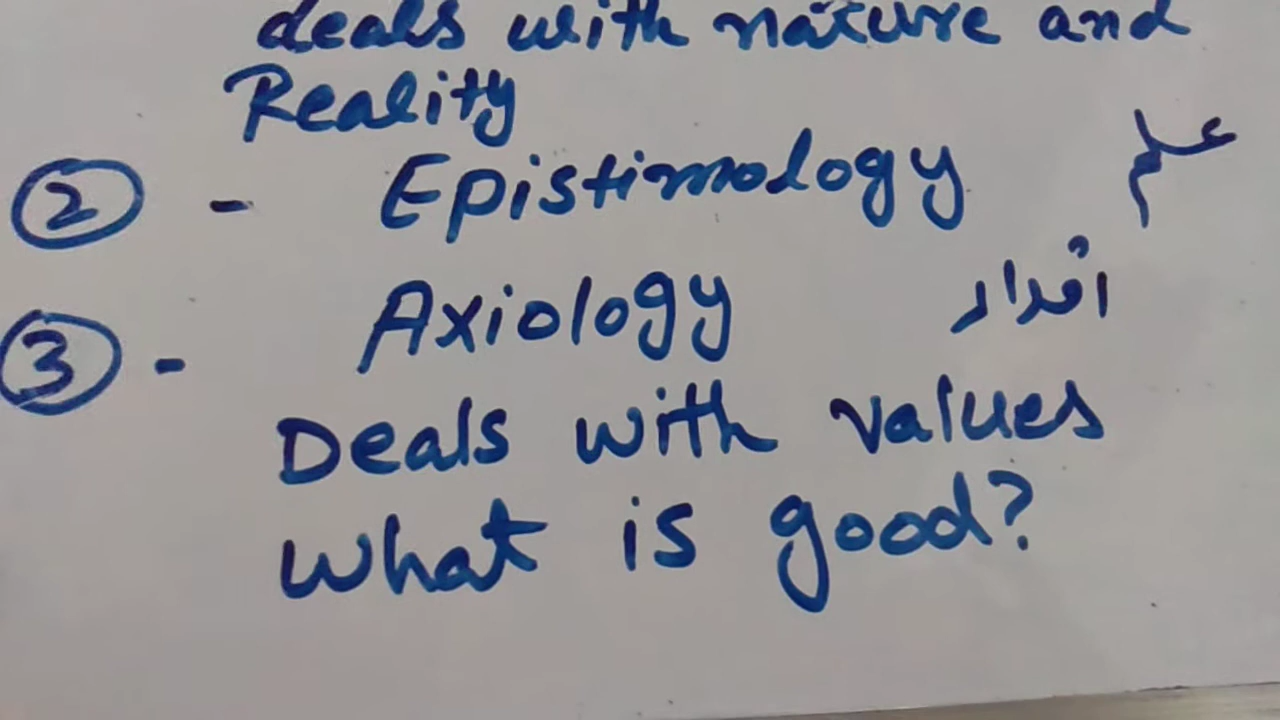 deals with nature and
Reality
2 - Epistimology علم
3 - Axiology اقدار
Deals with values
What is good?